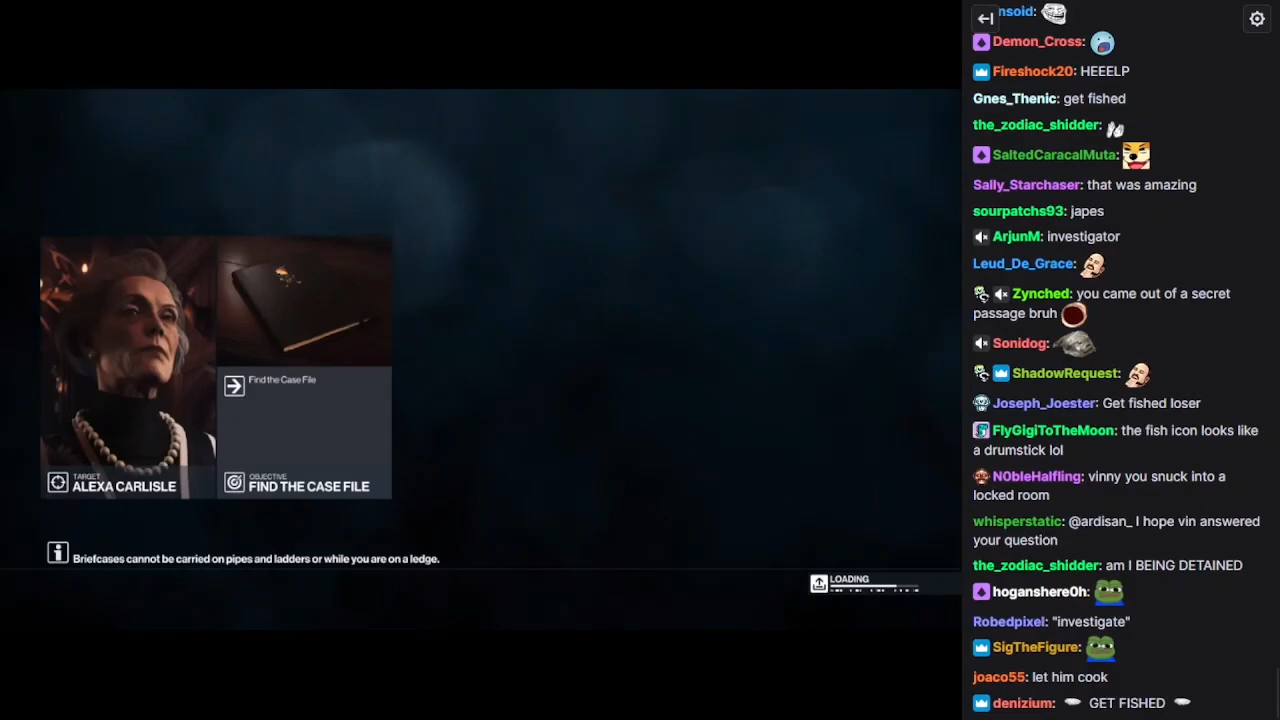 TARGET
ALEXA CARLISLE
Find the Case File
OBJECTIVE
FIND THE CASE FILE
Briefcases cannot be carried on pipes and ladders or while you are on a ledge.
LOADING
nsoid:
Demon_Cross:
Fireshock20: HEEELP
Gnes_Thenic: get fished
the_zodiac_shidder:
SaltedCaracalMuta:
Sally_Starchaser: that was amazing
sourpatchs93: japes
ArjunM: investigator
Leud_De_Grace:
Zynched: you came out of a secret
passage bruh
Sonidog:
ShadowRequest:
Joseph_Joester: Get fished loser
FlyGigiToTheMoon: the fish icon looks like
a drumstick lol
N0bleHalfling: vinny you snuck into a
locked room
whisperstatic: @ardisan_ I hope vin answered
your question
the_zodiac_shidder: am I BEING DETAINED
hoganshere0h:
Robedpixel: "investigate"
SigTheFigure:
joaco55: let him cook
denizium: GET FISHED